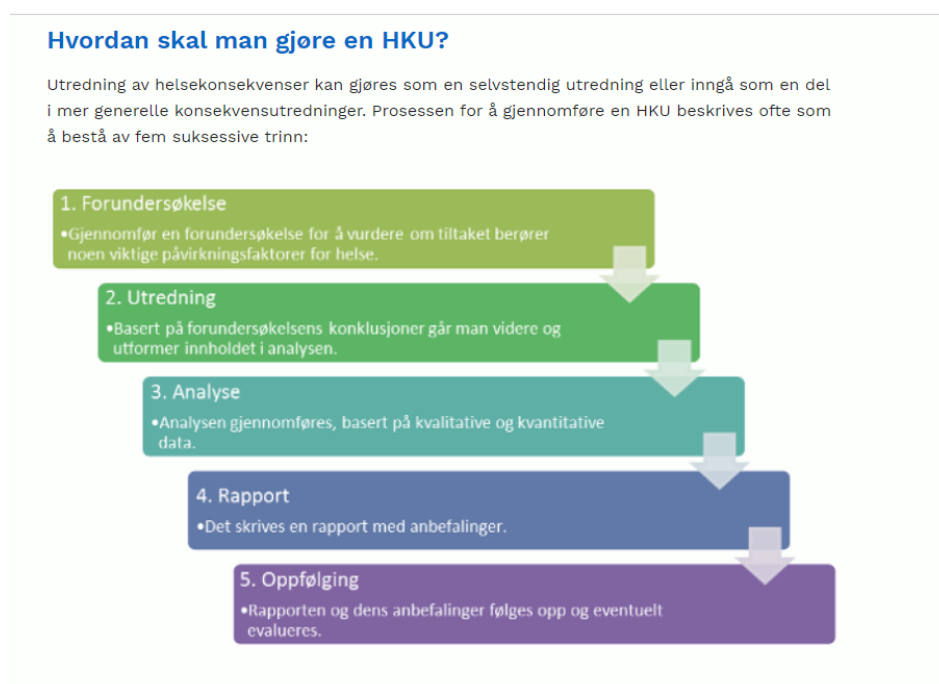 Hvordan skal man gjøre en HKU?
Utredning av helsekonsekvenser kan gjøres som en selvstendig utredning eller inngå som en del
i mer generelle konsekvensutredninger. Prosessen for å gjennomføre en HKU beskrives ofte som
å bestå av fem suksessive trinn:
1. Forundersøkelse
•Gjennomfør en forundersøkelse for å vurdere om tiltaket berører
noen viktige påvirkningsfaktorer for helse.
2. Utredning
•Basert på forundersøkelsens konklusjoner går man videre og
utformer innholdet i analysen.
3. Analyse
•Analysen gjennomføres, basert på kvalitative og kvantitative
data.
4. Rapport
•Det skrives en rapport med anbefalinger.
5. Oppfølging
•Rapporten og dens anbefalinger følges opp og eventuelt
evalueres.